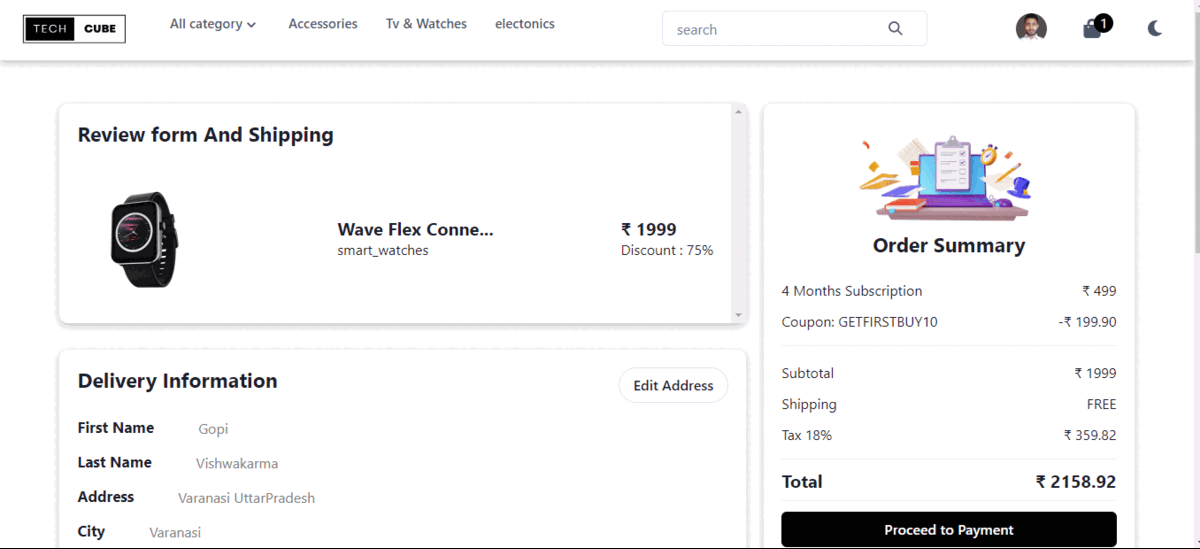 TECH CUBE
All category Accessories Tv & Watches electonics
search
1
Review form And Shipping
Wave Flex Conne... ₹ 1999
smart_watches Discount : 75%
Delivery Information Edit Address
First Name Gopi
Last Name Vishwakarma
Address Varanasi UttarPradesh
City Varanasi
Order Summary
4 Months Subscription ₹ 499
Coupon: GETFIRSTBUY10 -₹ 199.90
Subtotal ₹ 1999
Shipping FREE
Tax 18% ₹ 359.82
Total ₹ 2158.92
Proceed to Payment